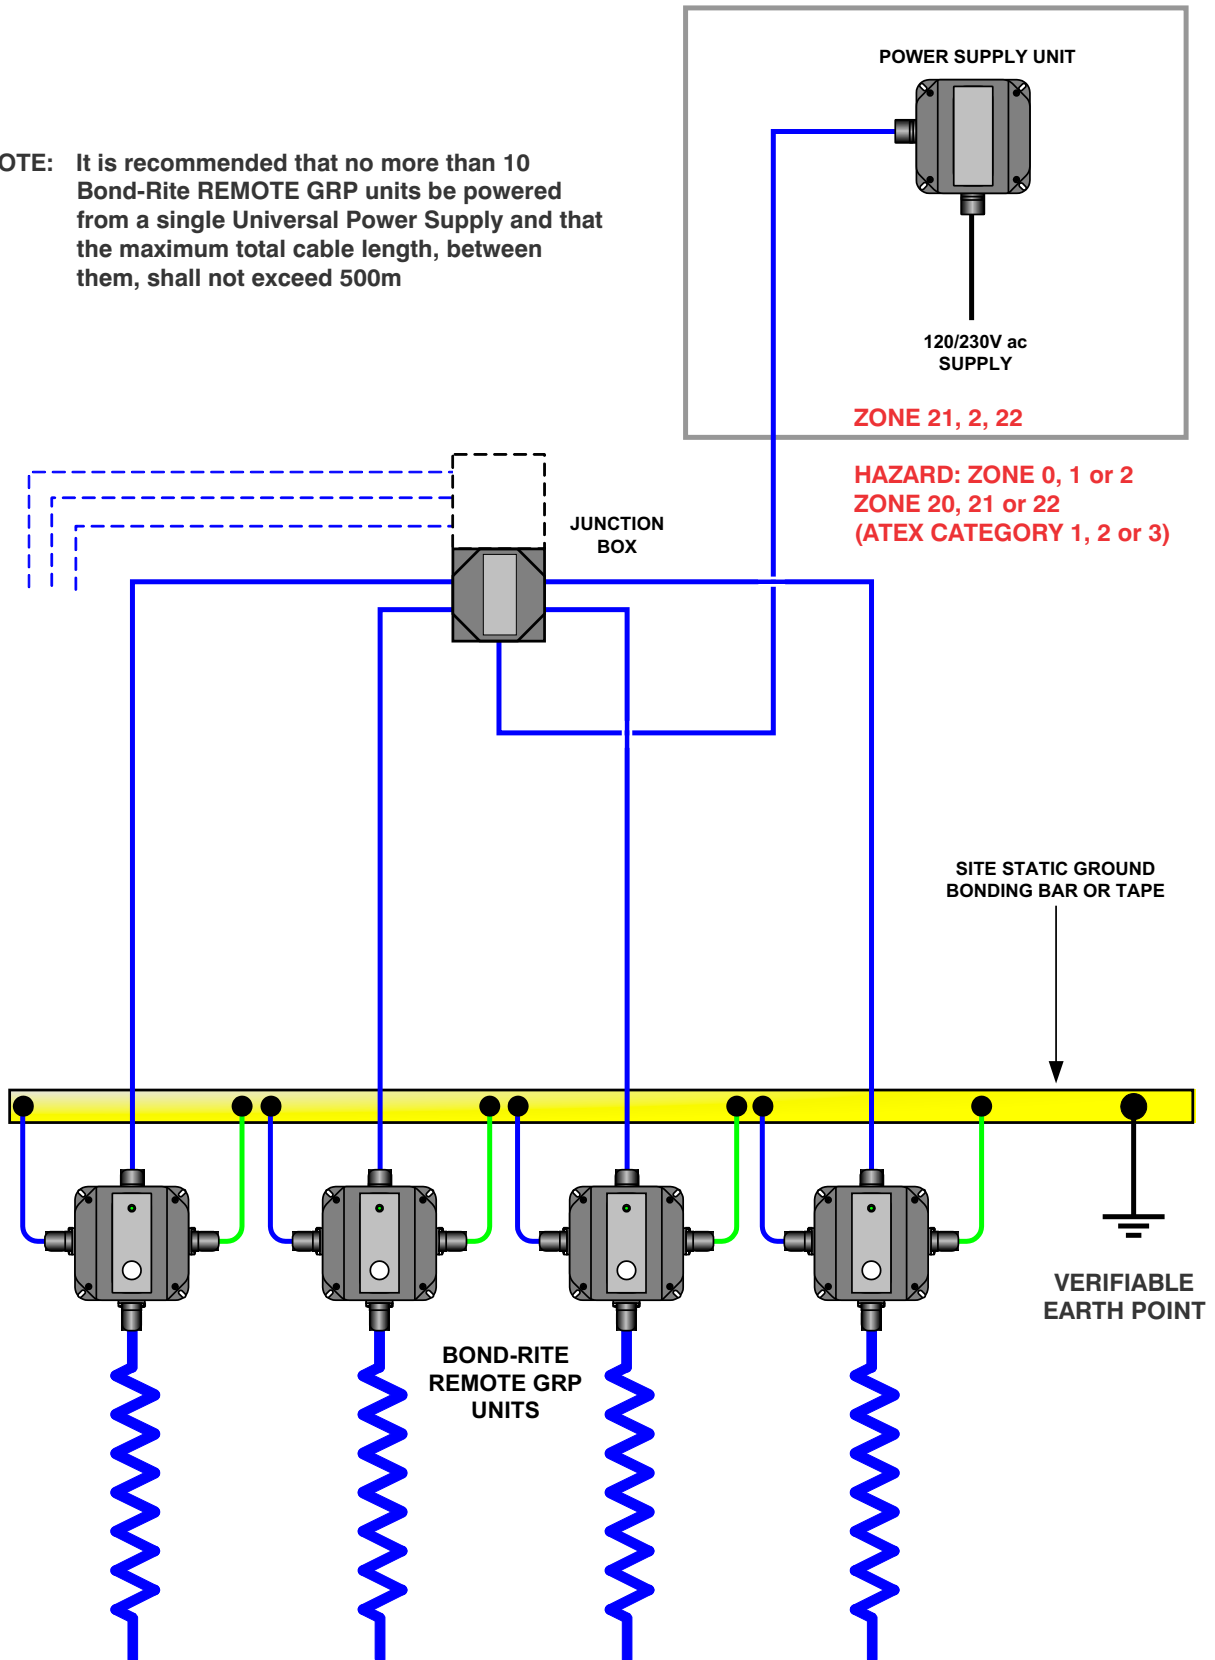 POWER SUPPLY UNIT
OTE: It is recommended that no more than 10
Bond-Rite REMOTE GRP units be powered
from a single Universal Power Supply and that
the maximum total cable length, between
them, shall not exceed 500m
120/230V ac
SUPPLY
ZONE 21, 2, 22
HAZARD: ZONE 0, 1 or 2
ZONE 20, 21 or 22
(ATEX CATEGORY 1, 2 or 3)
JUNCTION
BOX
SITE STATIC GROUND
BONDING BAR OR TAPE
VERIFIABLE
EARTH POINT
BOND-RITE
REMOTE GRP
UNITS